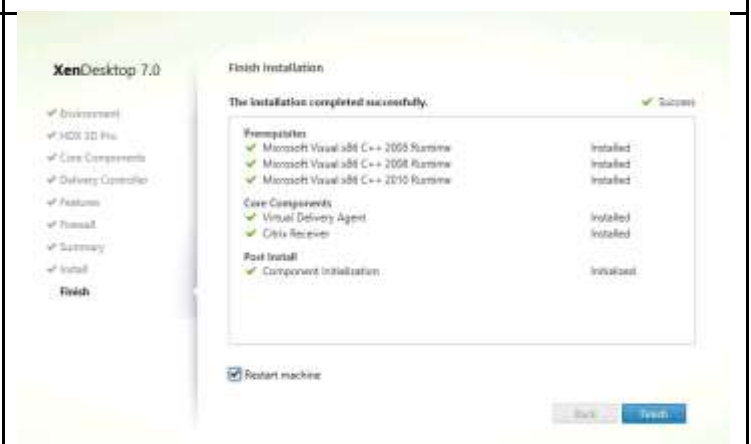 XenDesktop 7.0
Environment
HDX 3D Pro
Core Components
Delivery Controller
Features
Firewall
Summary
Install
Finish
Finish Installation
The installation completed successfully.
Success
Prerequisites
Microsoft Visual x86 C++ 2005 Runtime Installed
Microsoft Visual x86 C++ 2008 Runtime Installed
Microsoft Visual x86 C++ 2010 Runtime Installed
Core Components
Virtual Delivery Agent Installed
Citrix Receiver Installed
Post Install
Component Initialization Initialized
Restart machine
Back Finish